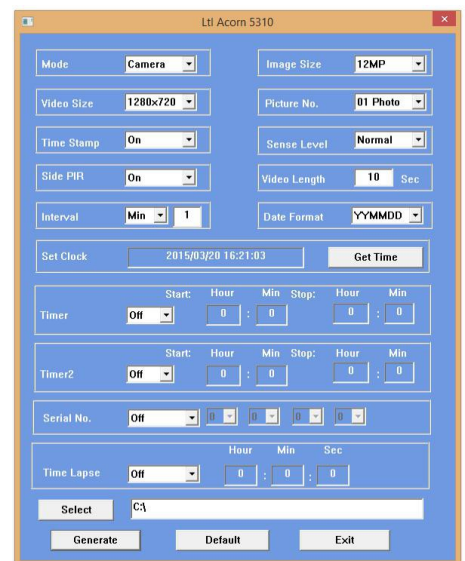 Ltl Acorn 5310
Mode Camera Image Size 12MP
Video Size 1280x720 Picture No. 01 Photo
Time Stamp On Sense Level Normal
Side PIR On Video Length 10 Sec
Interval Min 1 Date Format YYMMDD
Set Clock 2015/03/20 16:21:03 Get Time
Start: Hour Min Stop: Hour Min
Timer Off 0 : 0 0 : 0
Start: Hour Min Stop: Hour Min
Timer2 Off 0 : 0 0 : 0
Serial No. Off 0 0 0 0
Hour Min Sec
Time Lapse Off 0 : 0 : 0
Select C:\
Generate Default Exit